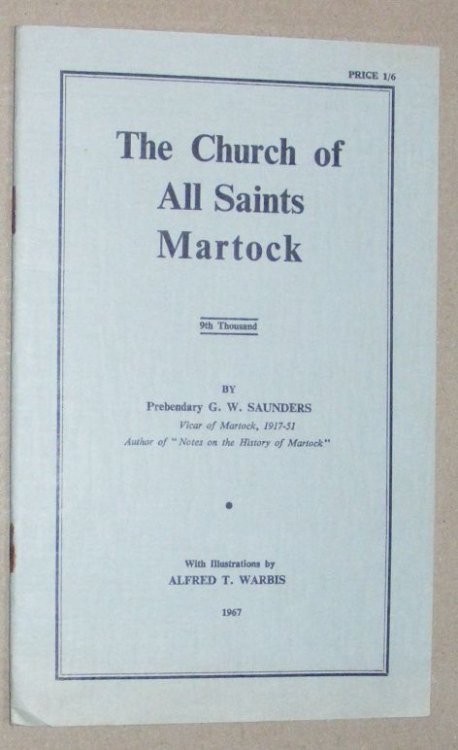 PRICE 1/6
The Church of
All Saints
Martock
9th Thousand
BY
Prebendary G. W. SAUNDERS
Vicar of Martock, 1917-51
Author of "Notes on the History of Martock"
With Illustrations by
ALFRED T. WARBIS
1967